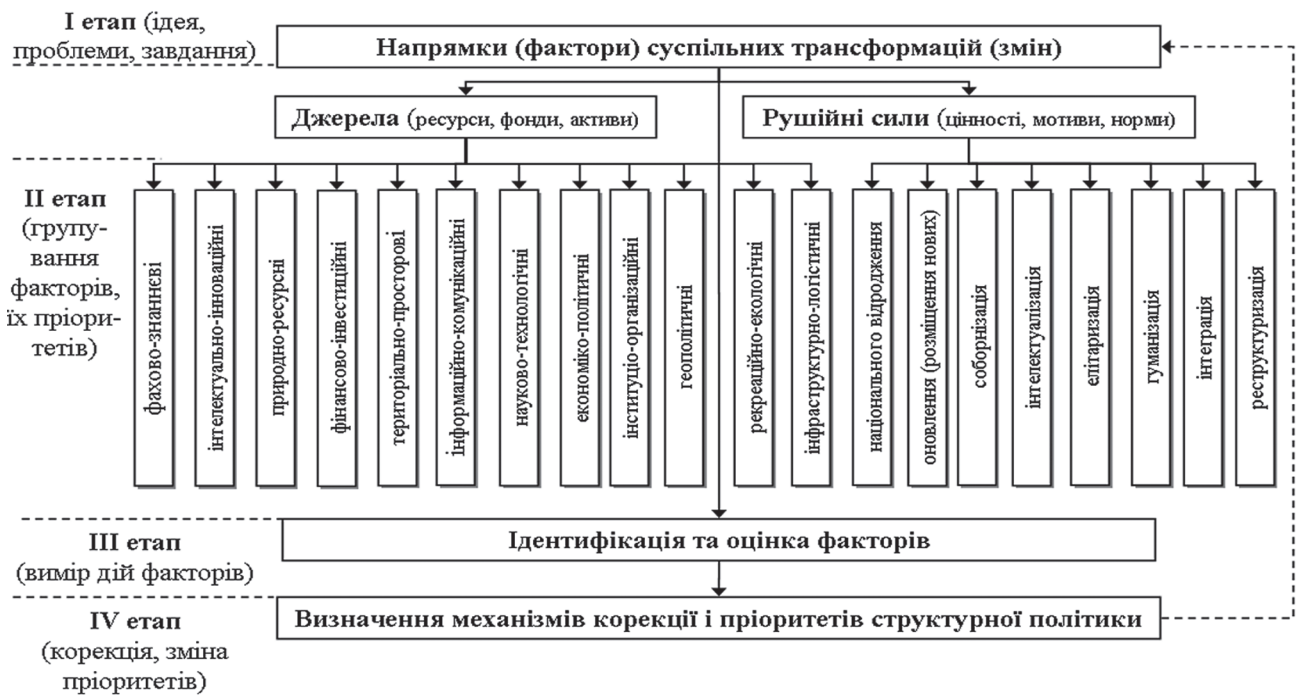 І етап (ідея,
проблеми, завдання)
Напрямки (фактори) суспільних трансформацій (змін)
Джерела (ресурси, фонди, активи)
Рушійні сили (цінності, мотиви, норми)
ІІ етап
(групу-
вання
факторів,
їх пріори-
тетів)
фахово-знаннєві
інтелектуально-інноваційні
природно-ресурсні
фінансово-інвестиційні
територіально-просторові
інформаційно-комунікаційні
науково-технологічні
економіко-політичні
інституціо-організаційні
геополітичні
рекреаційно-екологічні
інфраструктурно-логістичні
національного відродження
оновлення (розміщення нових)
соборнізація
інтелектуалізація
елітаризація
гуманізація
інтеграція
реструктуризація
ІІІ етап
(вимір дій факторів)
Ідентифікація та оцінка факторів
IV етап
(корекція, зміна
пріоритетів)
Визначення механізмів корекції і пріоритетів структурної політики